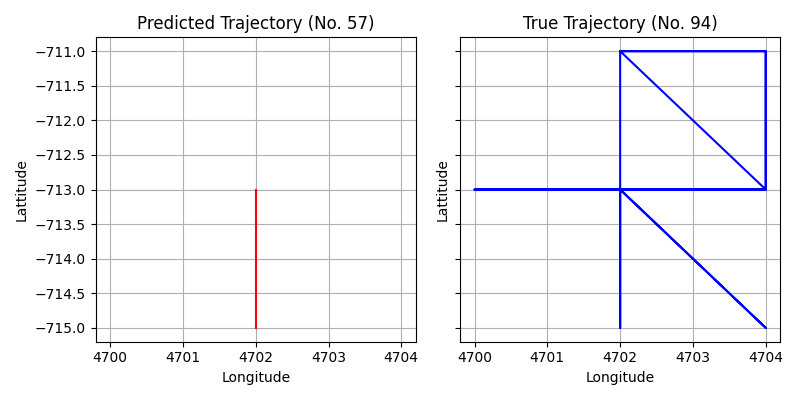 Predicted Trajectory (No. 57)
−711.0
−711.5
−712.0
−712.5
−713.0
−713.5
−714.0
−714.5
−715.0
Lattitude
4700 4701 4702 4703 4704
Longitude
True Trajectory (No. 94)
Lattitude
4700 4701 4702 4703 4704
Longitude